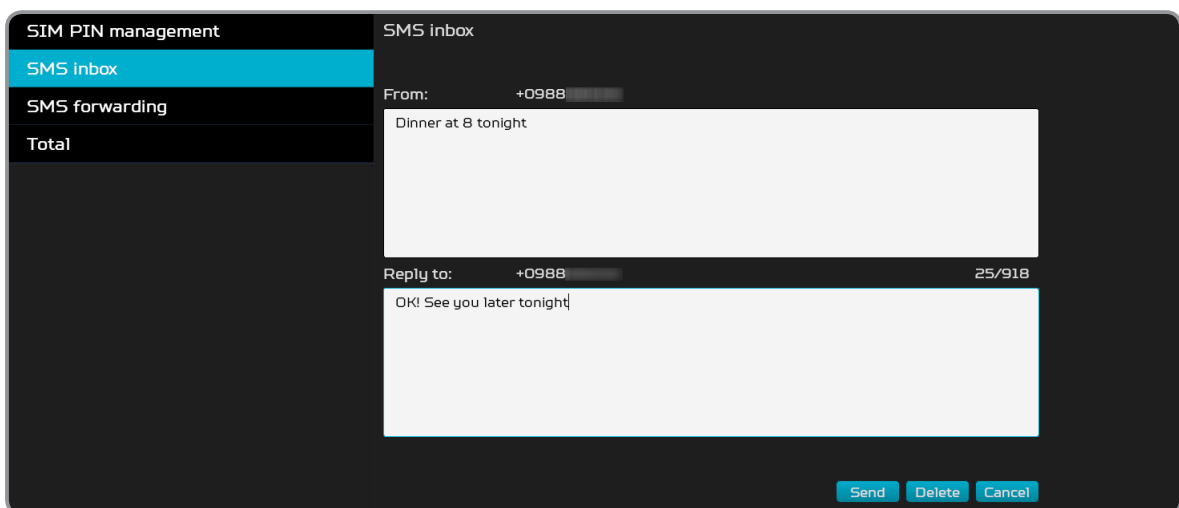 SIM PIN management
SMS inbox
SMS forwarding
Total
SMS inbox
From: +0988
Dinner at 8 tonight
Reply to: +0988 25/918
OK! See you later tonight
Send Delete Cancel